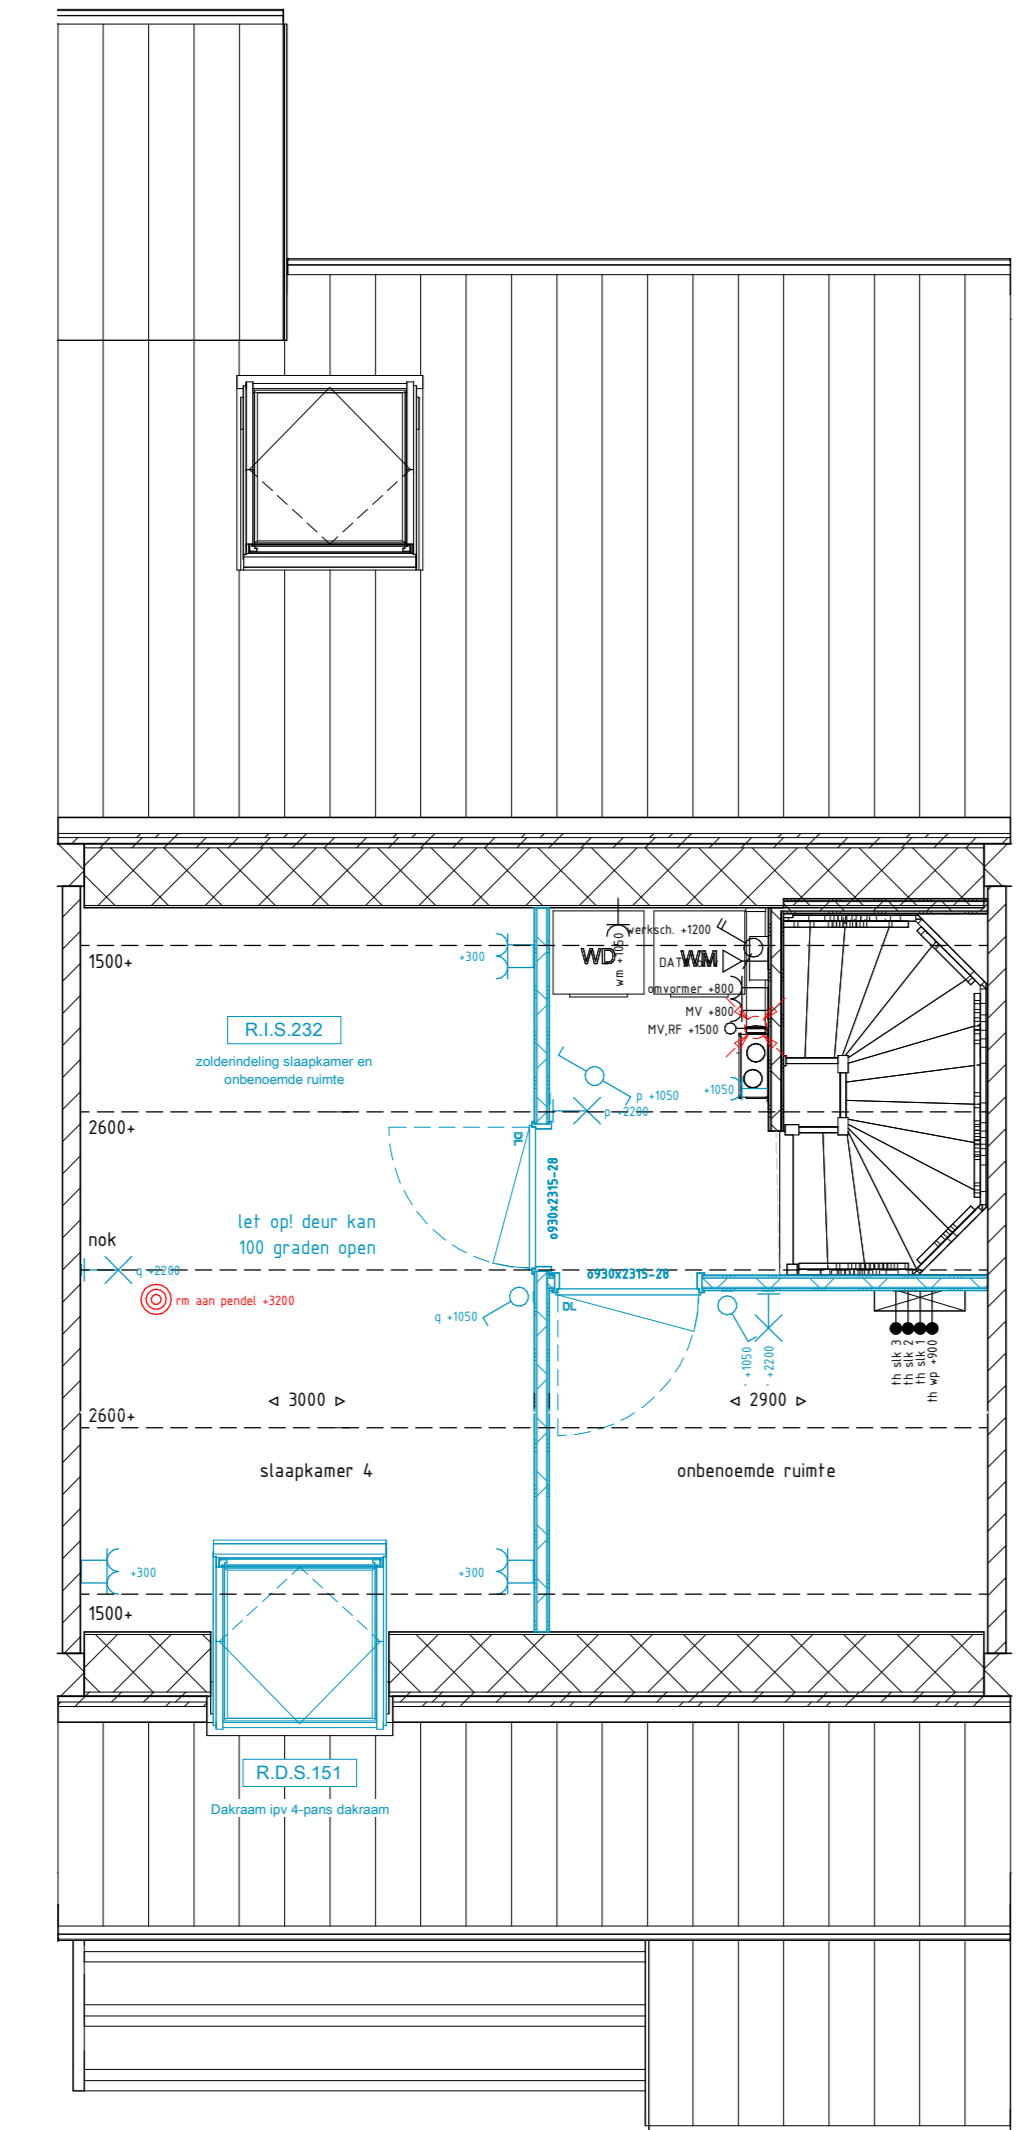 werksch. +1200
1500+
+300
WD
wm +1050
WM
omvormer +800
MV +800
MV,RF +1500
R.I.S.232
zolderindeling slaapkamer en
onbenoemde ruimte
p +1050
+1050
p +2200
2600+
DL
o930x2315-28
let op! deur kan
100 graden open
nok
q +2200
rm aan pendel +3200
o930x2315-28
DL
q +1050
+1050
+2200
th slk 3
th slk 2
th slk 1
th wp +900
3000
2900
2600+
slaapkamer 4
onbenoemde ruimte
+300
+300
1500+
R.D.S.151
Dakraam ipv 4-pans dakraam